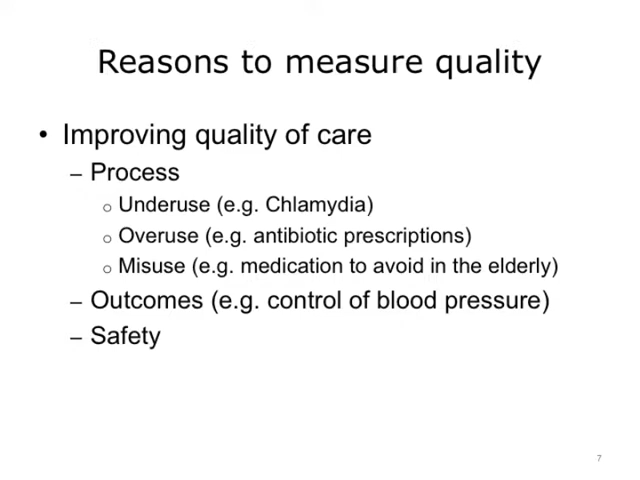 Reasons to measure quality
• Improving quality of care
– Process
o Underuse (e.g. Chlamydia)
o Overuse (e.g. antibiotic prescriptions)
o Misuse (e.g. medication to avoid in the elderly)
– Outcomes (e.g. control of blood pressure)
– Safety
7